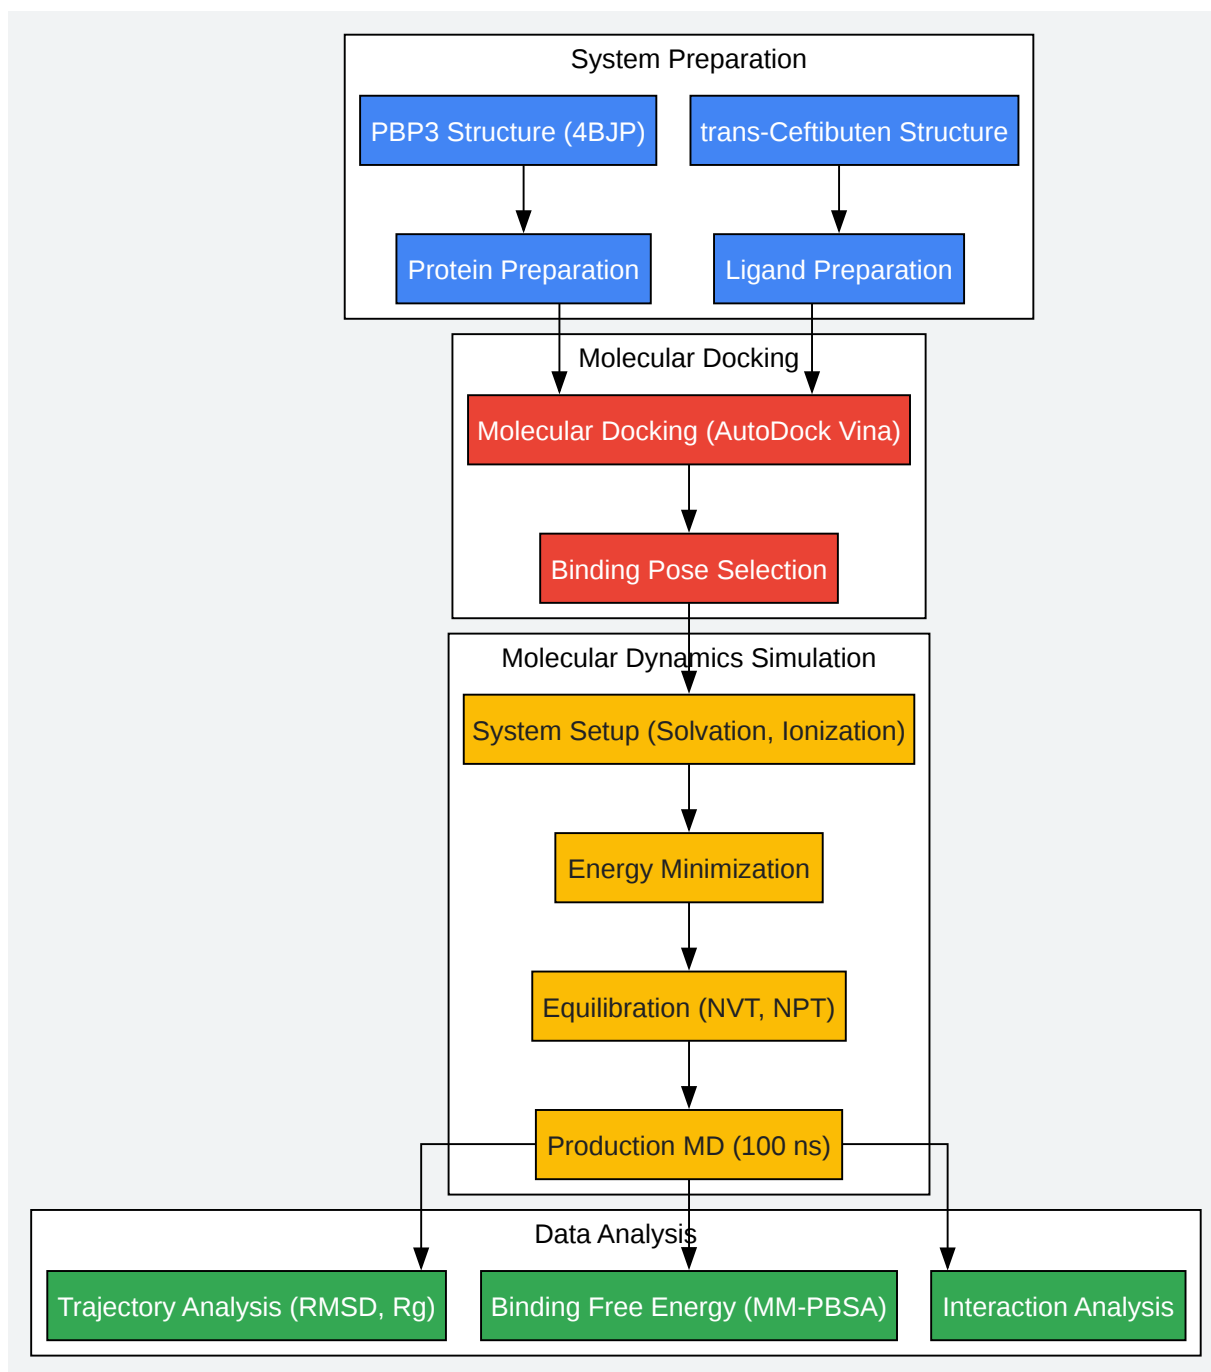 System Preparation
PBP3 Structure (4BJP)
trans-Ceftibuten Structure
Protein Preparation
Ligand Preparation
Molecular Docking
Molecular Docking (AutoDock Vina)
Binding Pose Selection
Molecular Dynamics Simulation
System Setup (Solvation, Ionization)
Energy Minimization
Equilibration (NVT, NPT)
Production MD (100 ns)
Data Analysis
Trajectory Analysis (RMSD, Rg)
Binding Free Energy (MM-PBSA)
Interaction Analysis